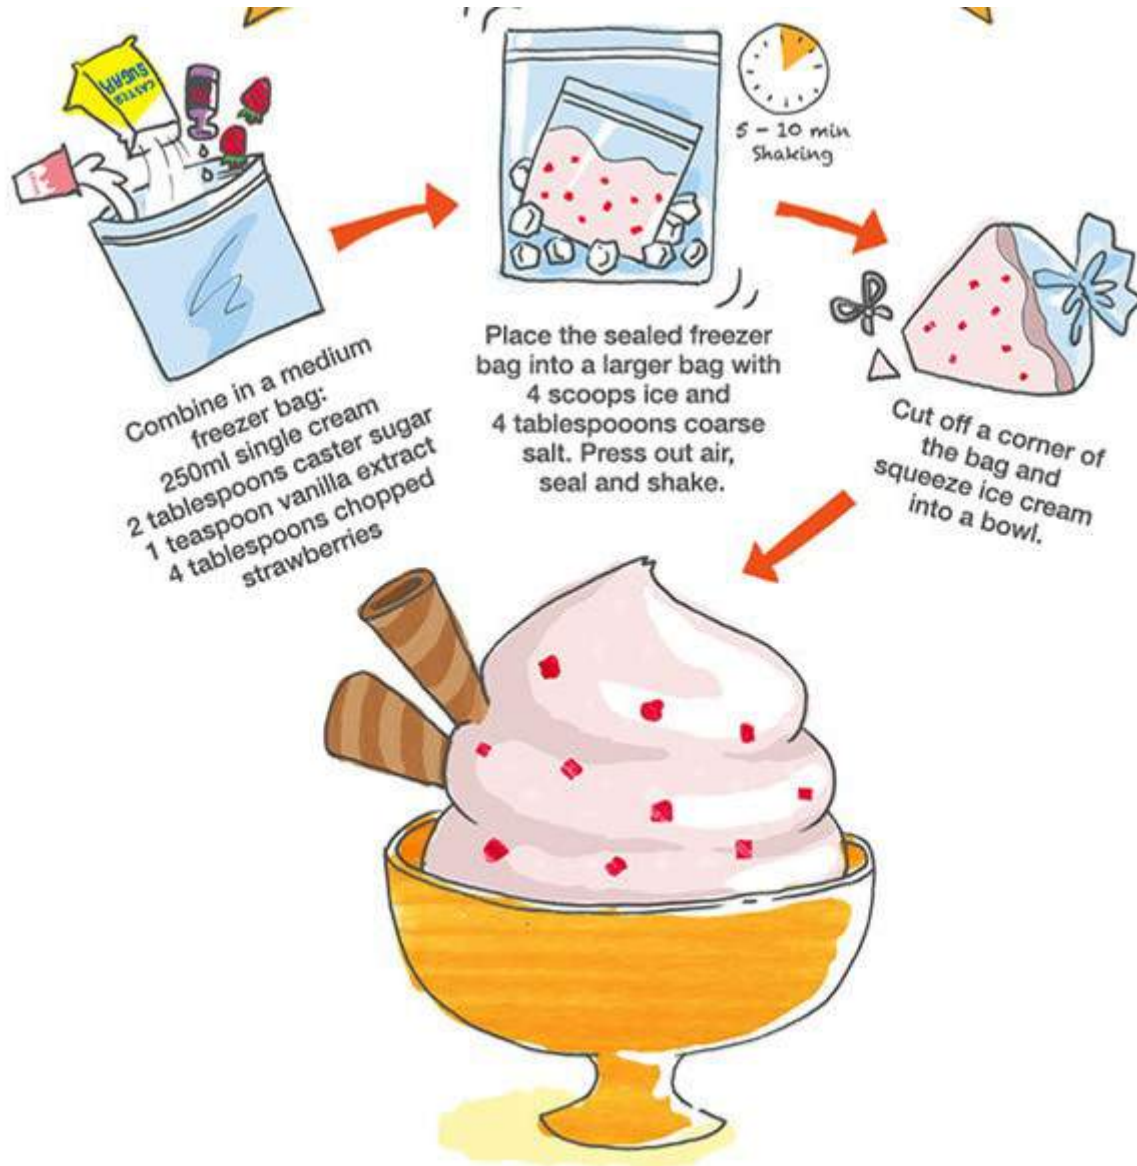 CASTER
SUGAR
5 - 10 min
Shaking
Combine in a medium
freezer bag:
250ml single cream
2 tablespoons caster sugar
1 teaspoon vanilla extract
4 tablespoons chopped
strawberries
Place the sealed freezer
bag into a larger bag with
4 scoops ice and
4 tablespooons coarse
salt. Press out air,
seal and shake.
Cut off a corner of
the bag and
squeeze ice cream
into a bowl.